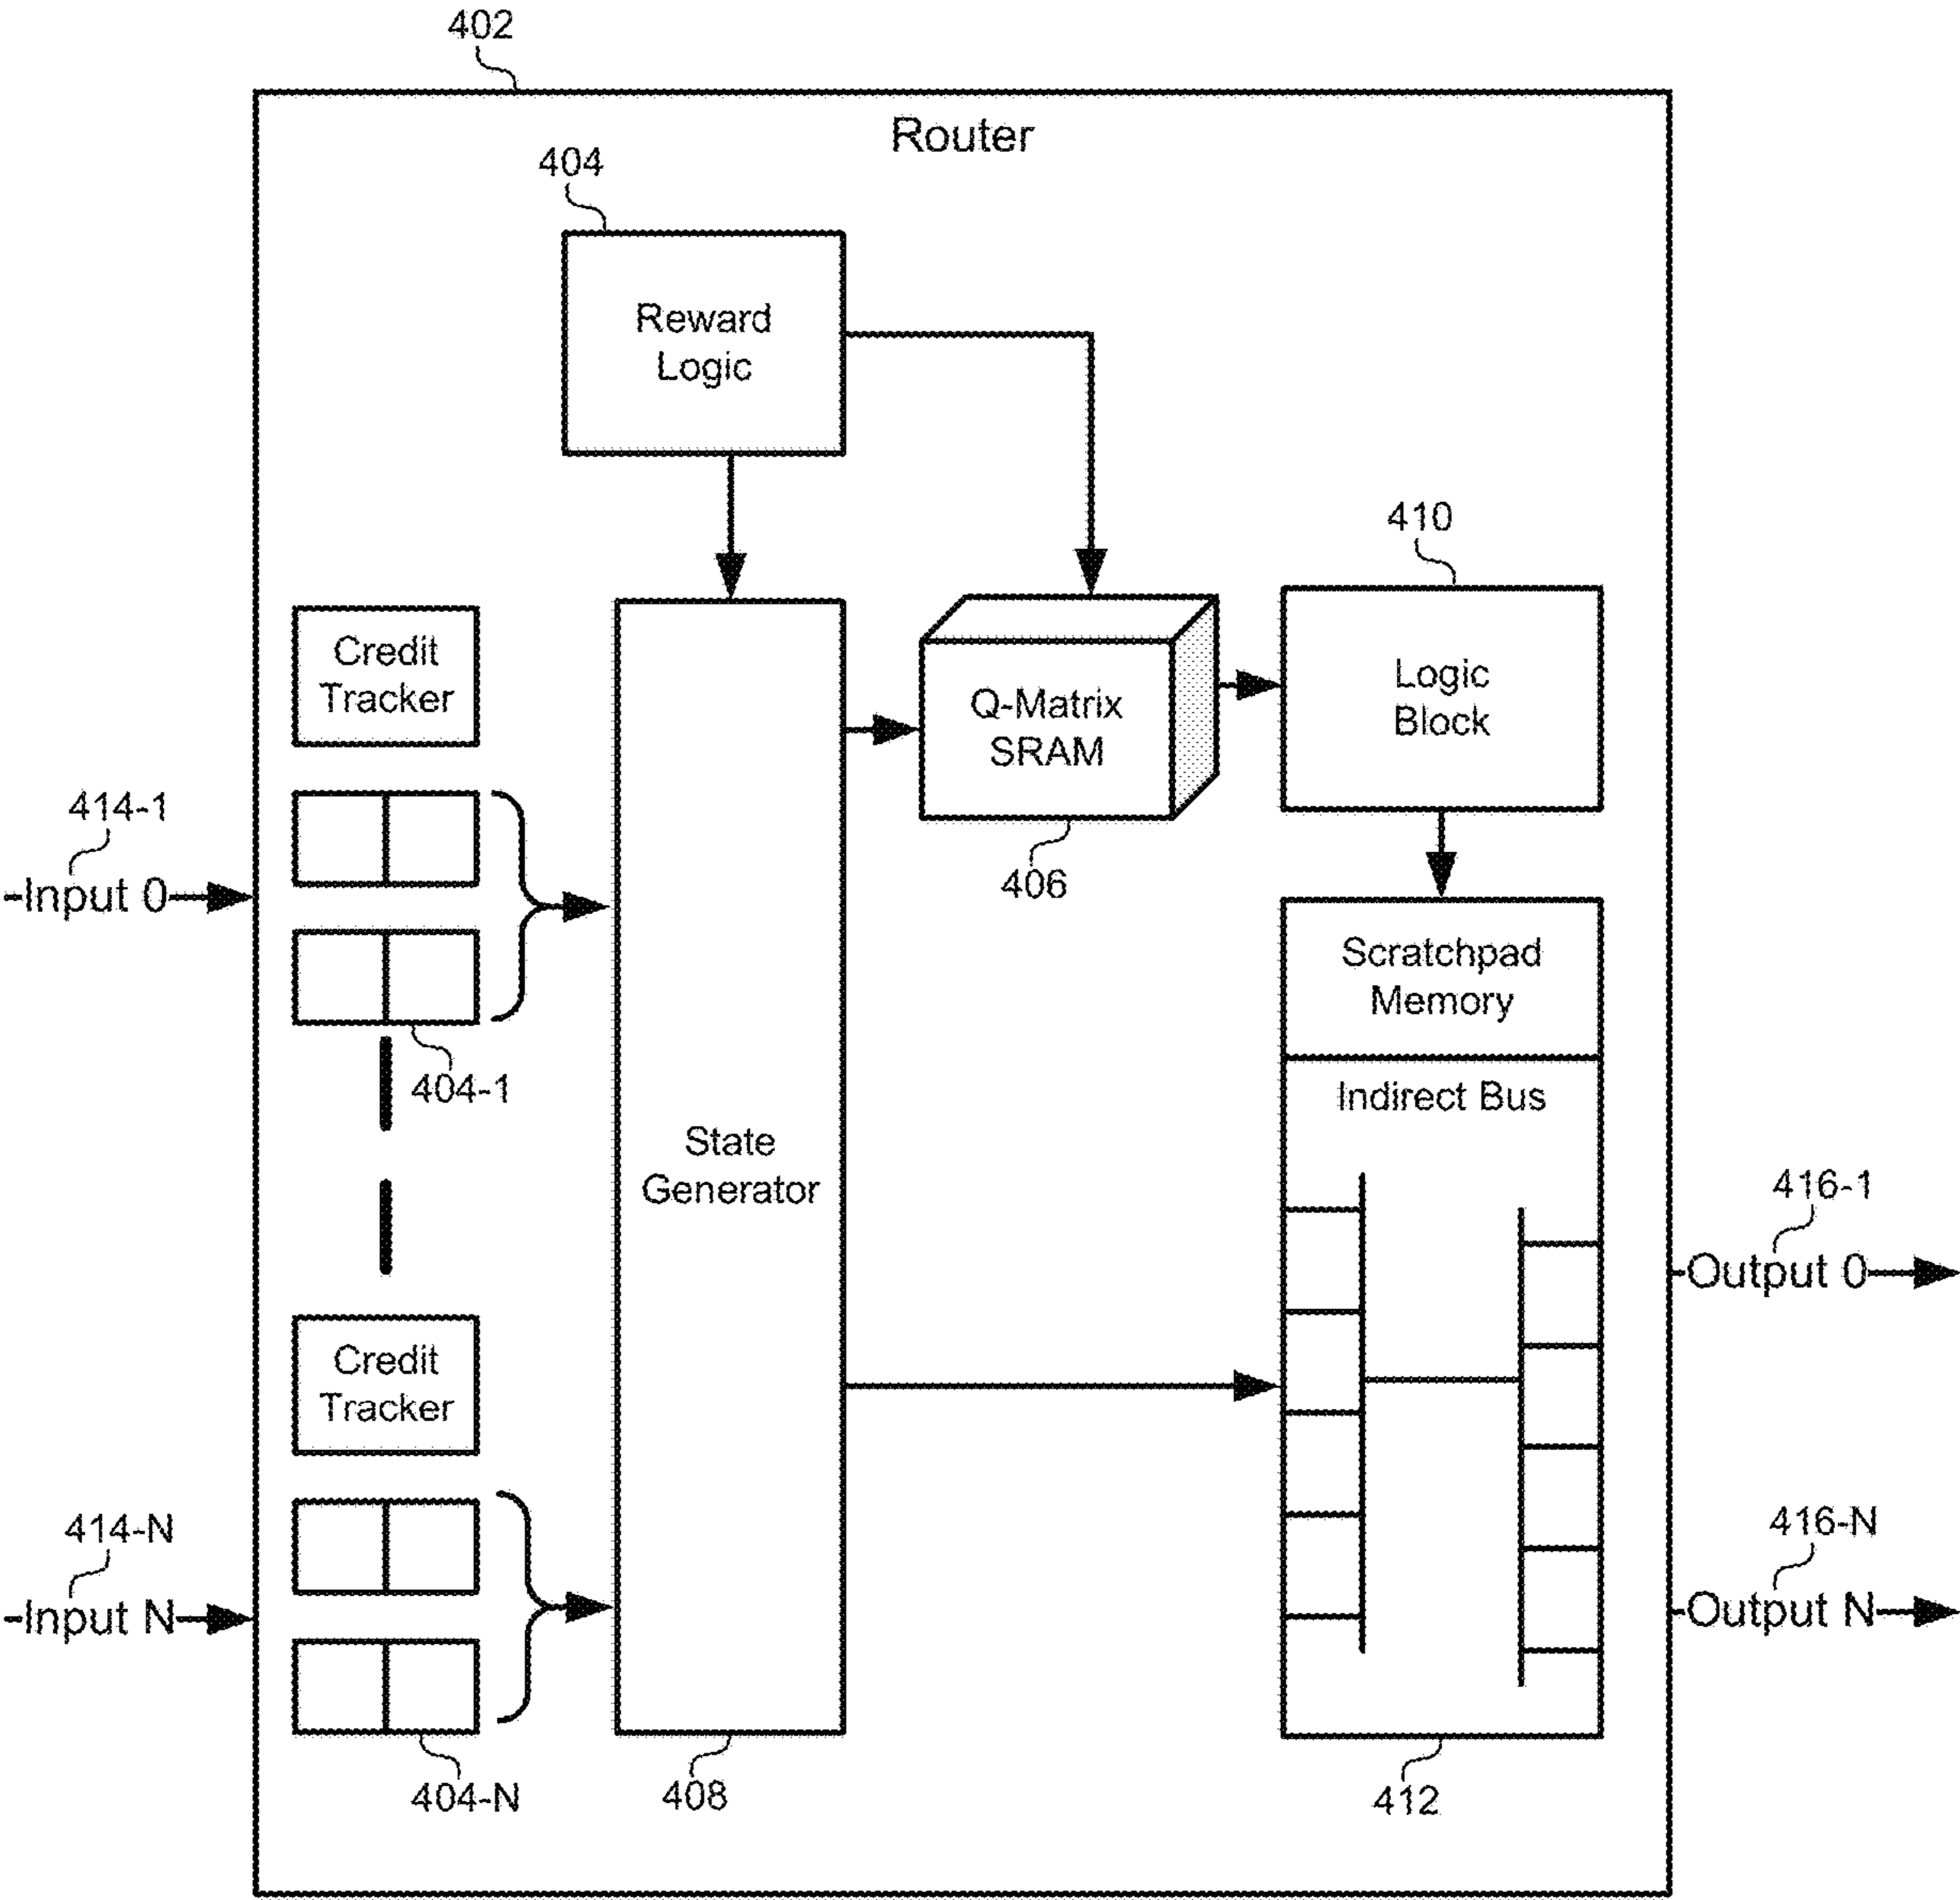 402
Router
404
Reward
Logic
410
Credit
Tracker
Q-Matrix
SRAM
Logic
Block
414-1
Input 0
406
Scratchpad
Memory
404-1
Indirect Bus
State
Generator
416-1
Output 0
Credit
Tracker
414-N
Input N
416-N
Output N
404-N
408
412